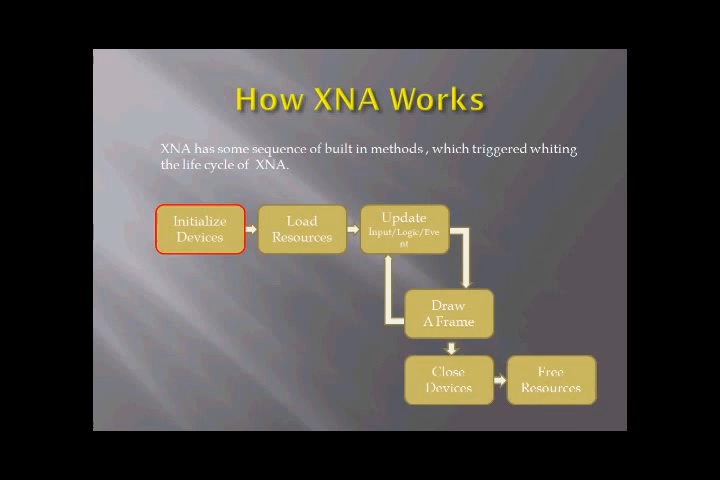 How XNA Works
XNA has some sequence of built in methods , which triggered whiting
the life cycle of XNA.
Initialize
Devices
Load
Resources
Update
Input/Logic/Eve
nt
Draw
A Frame
Close
Devices
Free
Resources